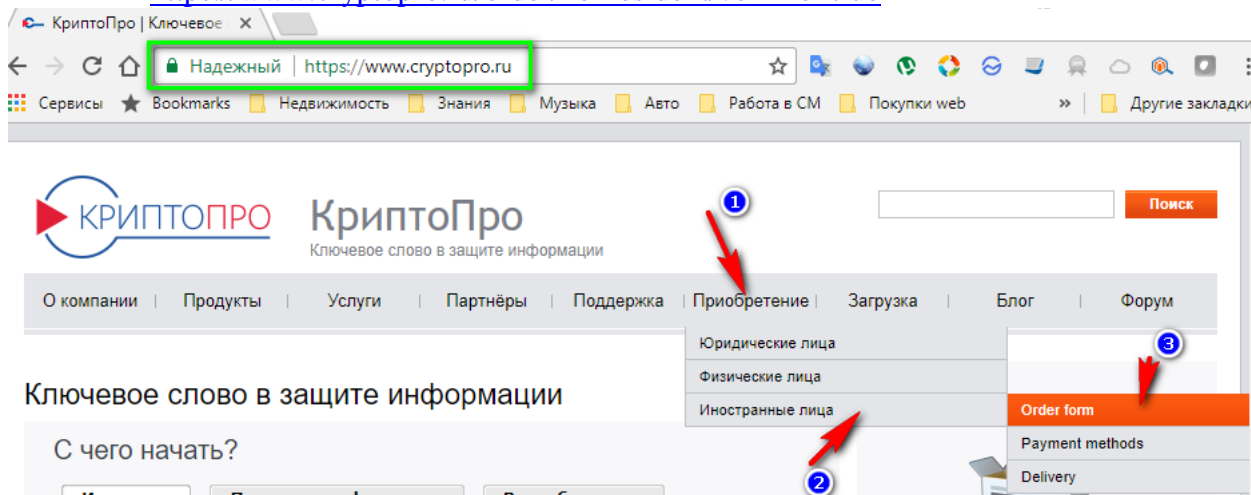 КриптоПро | Ключевое
Надежный | https://www.cryptopro.ru
Сервисы Bookmarks Недвижимость Знания Музыка Авто Работа в СМ Покупки web » Другие закладки
КРИПТОПРО
КриптоПро
Ключевое слово в защите информации
Поиск
1
О компании | Продукты | Услуги | Партнёры | Поддержка | Приобретение | Загрузка | Блог | Форум
Юридические лица
3
Физические лица
Иностранные лица
Order form
Ключевое слово в защите информации
Payment methods
С чего начать?
Delivery
2